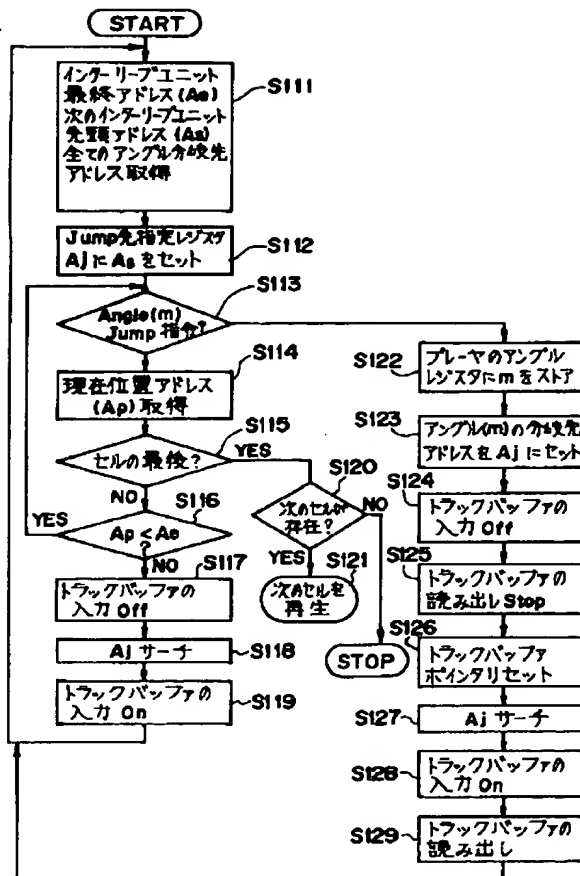 START
インターリーブユニット
最終アドレス(Ae)
次のインターリーブユニット
先頭アドレス(As)
全てのアングル分岐先
アドレス取得
S111
Jump先指定レジスタ
AjにAsをセット
S112
Angle(m)
Jump指令?
S113
現在位置アドレス
(Ap)取得
S114
セルの最後?
S115
YES
NO
Ap<Ae
?
S116
YES
NO
トラックバッファの
入力Off
S117
Ajサーチ
S118
トラックバッファの
入力On
S119
次のセルが
存在?
S120
NO
YES
次のセルを
再生
S121
STOP
S122
プレーヤのアングル
レジスタにmをストア
S123
アングル(m)の分岐先
アドレスをAjにセット
S124
トラックバッファの
入力Off
S125
トラックバッファの
読み出しStop
S126
トラックバッファ
ポインタリセット
S127
Ajサーチ
S128
トラックバッファの
入力On
S129
トラックバッファの
読み出し